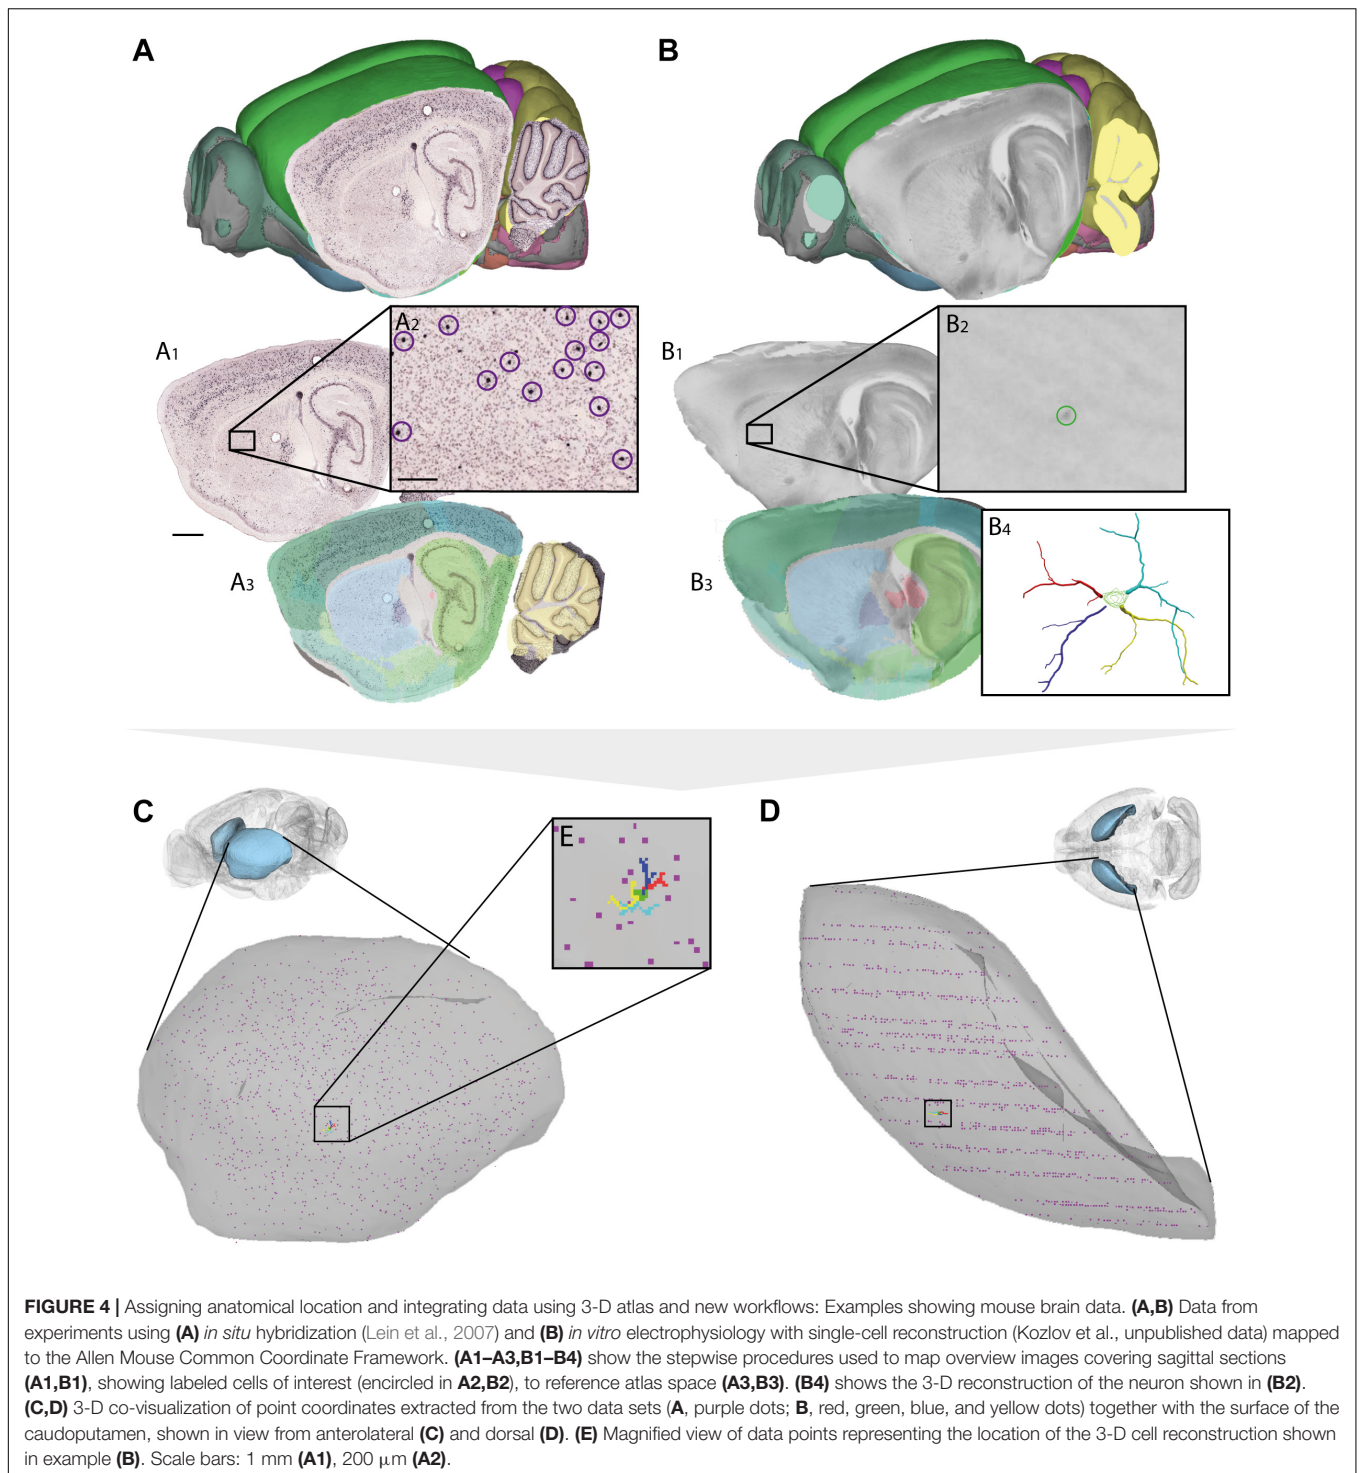 A
B
A1
A2
B1
B2
A3
B3
B4
C
E
D
FIGURE 4 | Assigning anatomical location and integrating data using 3-D atlas and new workflows: Examples showing mouse brain data. (A,B) Data from
experiments using (A) in situ hybridization (Lein et al., 2007) and (B) in vitro electrophysiology with single-cell reconstruction (Kozlov et al., unpublished data) mapped
to the Allen Mouse Common Coordinate Framework. (A1–A3,B1–B4) show the stepwise procedures used to map overview images covering sagittal sections
(A1,B1), showing labeled cells of interest (encircled in A2,B2), to reference atlas space (A3,B3). (B4) shows the 3-D reconstruction of the neuron shown in (B2).
(C,D) 3-D co-visualization of point coordinates extracted from the two data sets (A, purple dots; B, red, green, blue, and yellow dots) together with the surface of the
caudoputamen, shown in view from anterolateral (C) and dorsal (D). (E) Magnified view of data points representing the location of the 3-D cell reconstruction shown
in example (B). Scale bars: 1 mm (A1), 200 μm (A2).